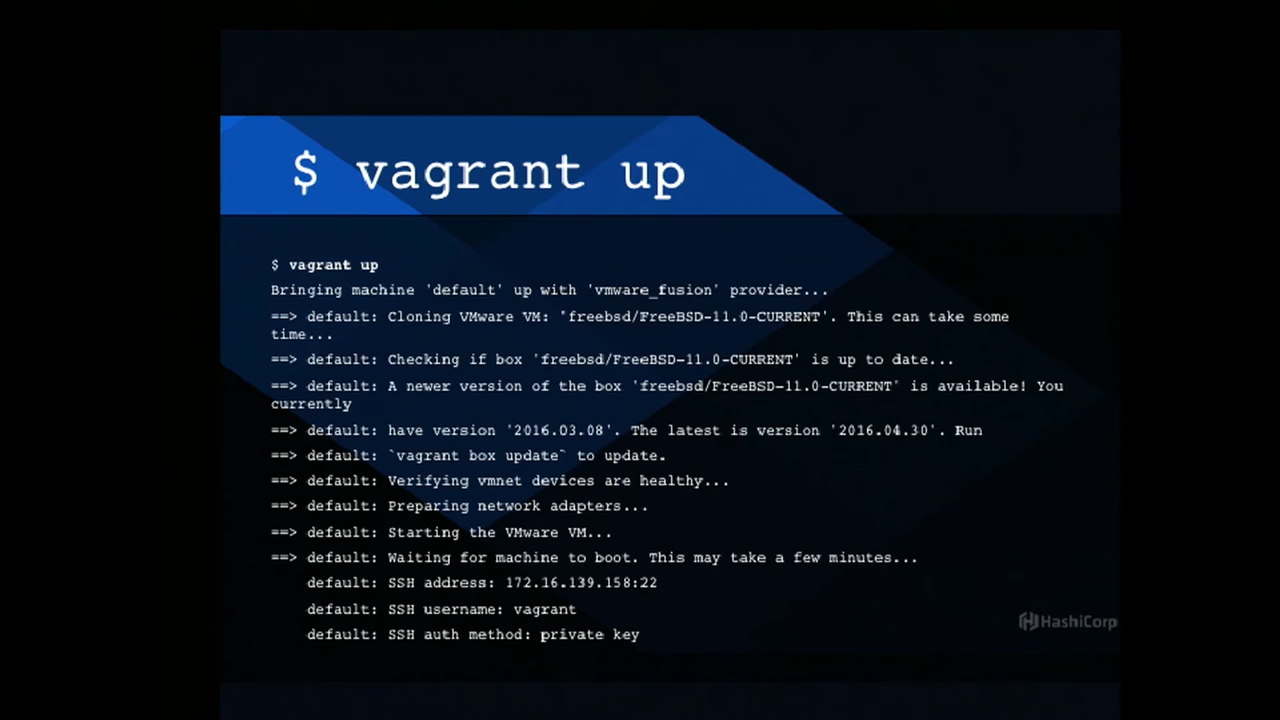 $ vagrant up
$ vagrant up
Bringing machine 'default' up with 'vmware_fusion' provider...
==> default: Cloning VMware VM: 'freebsd/FreeBSD-11.0-CURRENT'. This can take some
time...
==> default: Checking if box 'freebsd/FreeBSD-11.0-CURRENT' is up to date...
==> default: A newer version of the box 'freebsd/FreeBSD-11.0-CURRENT' is available! You
currently
==> default: have version '2016.03.08'. The latest is version '2016.04.30'. Run
==> default: `vagrant box update` to update.
==> default: Verifying vmnet devices are healthy...
==> default: Preparing network adapters...
==> default: Starting the VMware VM...
==> default: Waiting for machine to boot. This may take a few minutes...
default: SSH address: 172.16.139.158:22
default: SSH username: vagrant
default: SSH auth method: private key
HashiCorp